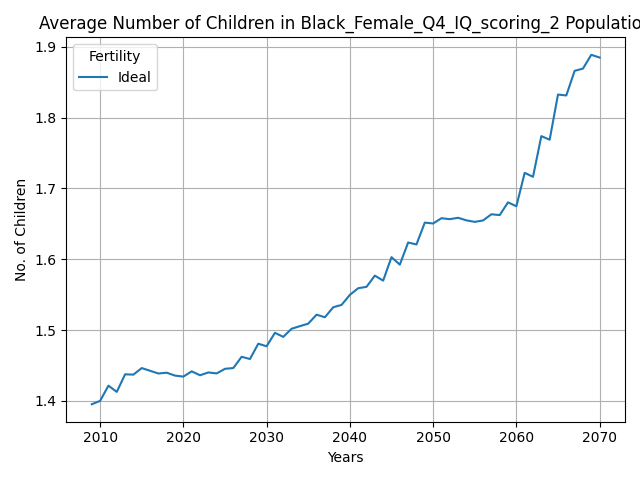 Average Number of Children in Black_Female_Q4_IQ_scoring_2 Populatio
Fertility
Ideal
No. of Children
1.9
1.8
1.7
1.6
1.5
1.4
2010 2020 2030 2040 2050 2060 2070
Years